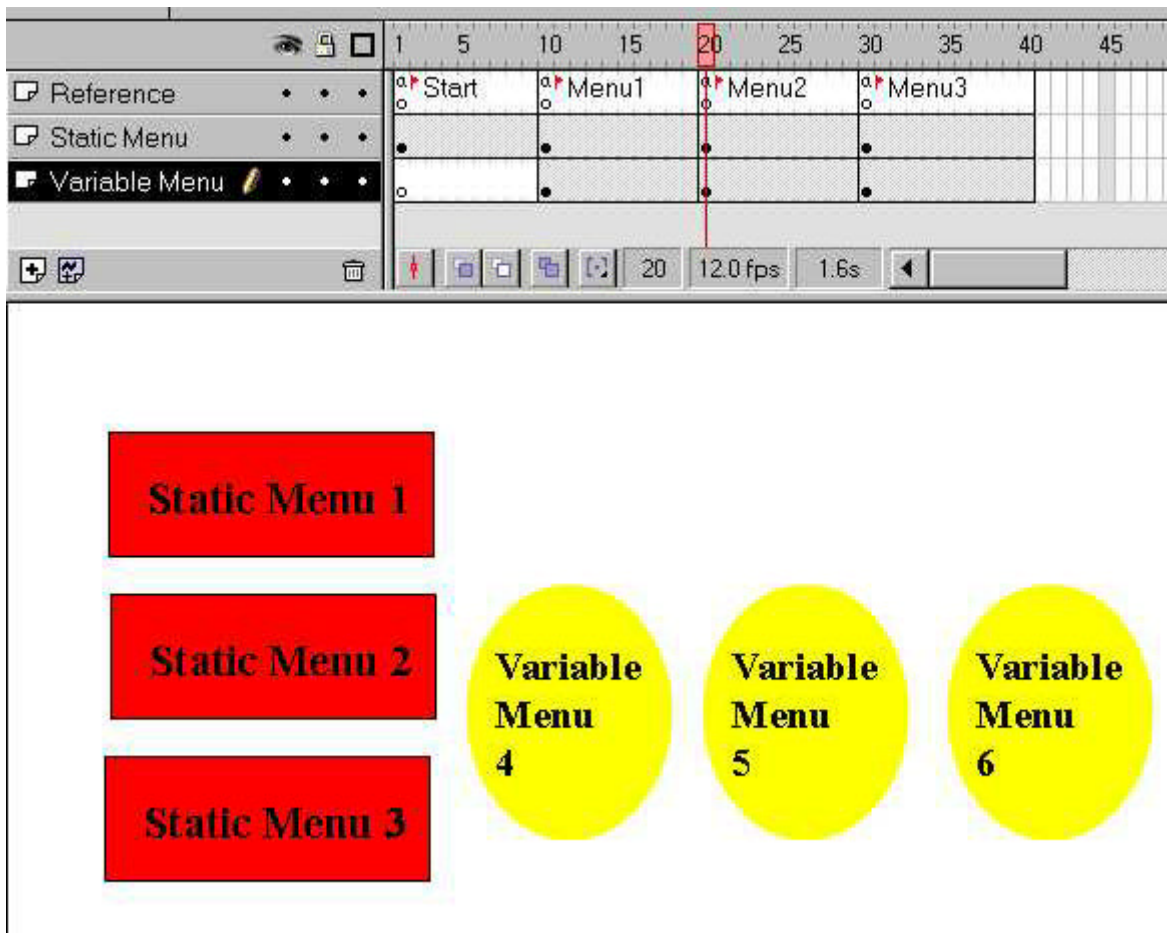 1 5 10 15 20 25 30 35 40 45
Reference
a Start a Menu1 a Menu2 a Menu3
Static Menu
Variable Menu
20 12.0 fps 1.6s
Static Menu 1
Static Menu 2
Static Menu 3
Variable
Menu
4
Variable
Menu
5
Variable
Menu
6